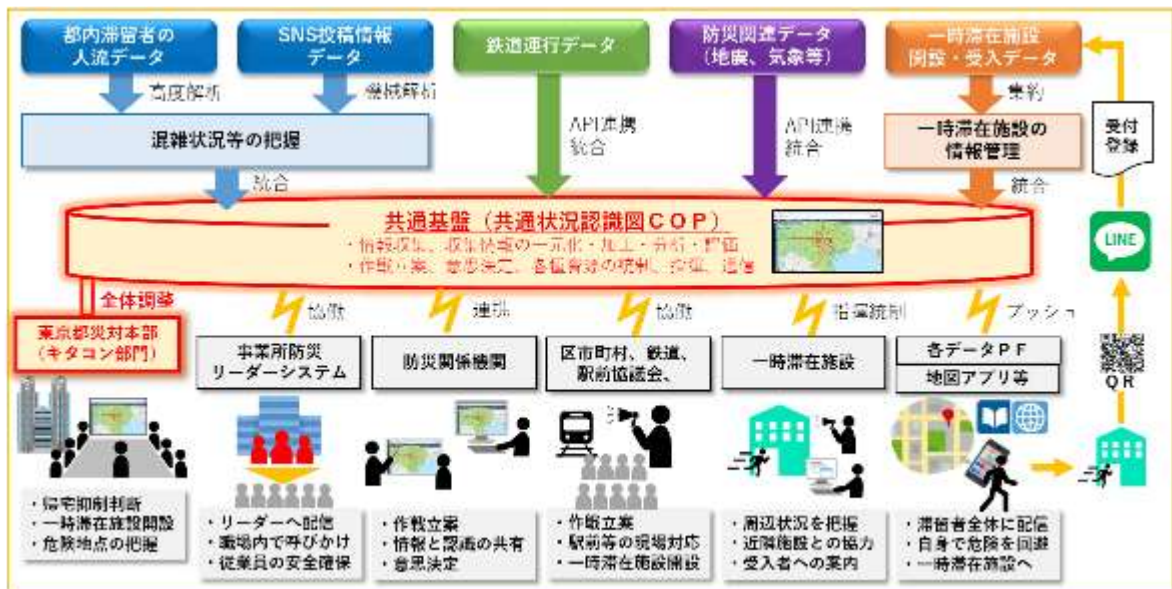 都内滞留者の
人流データ
SNS投稿情報
データ
鉄道運行データ
防災関連データ
(地震、気象等)
一時滞在施設
開設・受入データ
高度解析
機械解析
API連携
統合
API連携
統合
集約
混雑状況等の把握
一時滞在施設の
情報管理
受付
登録
統合
統合
共通基盤(共通状況認識図COP)
・情報収集、収集情報の一元化・加工・分析・評価
・作戦立案、意思決定、各種資源の統制、指揮、通信
LINE
全体調整
協働
連携
協働
指揮統制
プッシュ
東京都災対本部
(キタコン部門)
事業所防災
リーダーシステム
防災関係機関
区市町村、鉄道、
駅前協議会、
一時滞在施設
各データPF
地図アプリ等
QR
・帰宅抑制判断
・一時滞在施設開設
・危険地点の把握
・リーダーへ配信
・職場内で呼びかけ
・従業員の安全確保
・作戦立案
・情報と認識の共有
・意思決定
・作戦立案
・駅前等の現場対応
・一時滞在施設開設
・周辺状況を把握
・近隣施設との協力
・受入者への案内
・滞留者全体に配信
・自身で危険を回避
・一時滞在施設へ